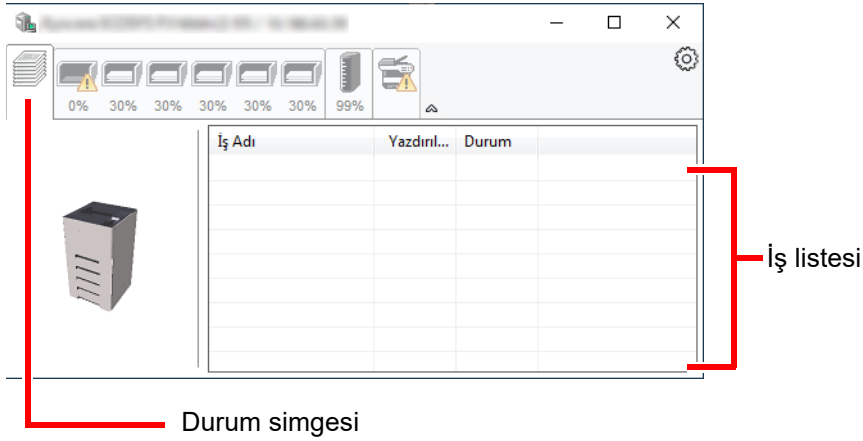 0% 30% 30% 30% 30% 30% 99%
İş Adı Yazdırıl... Durum
İş listesi
Durum simgesi